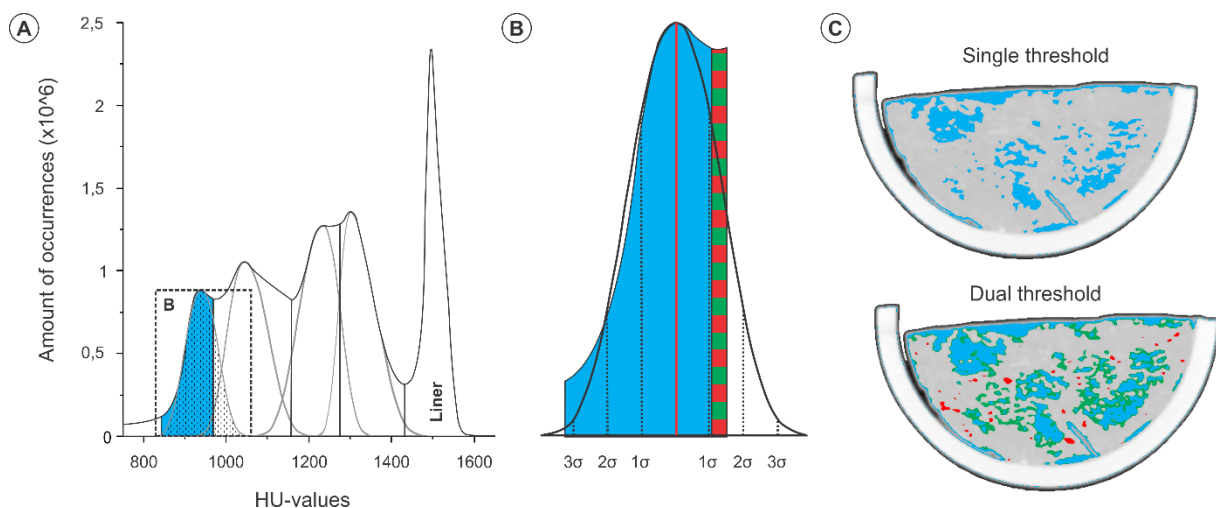 A
Amount of occurrences (x10^6)
2,5
2
1,5
1
0,5
0
B
Liner
800
1000
1200
1400
1600
HU-values
B
3σ 2σ 1σ 1σ 2σ 3σ
C
Single threshold
Dual threshold